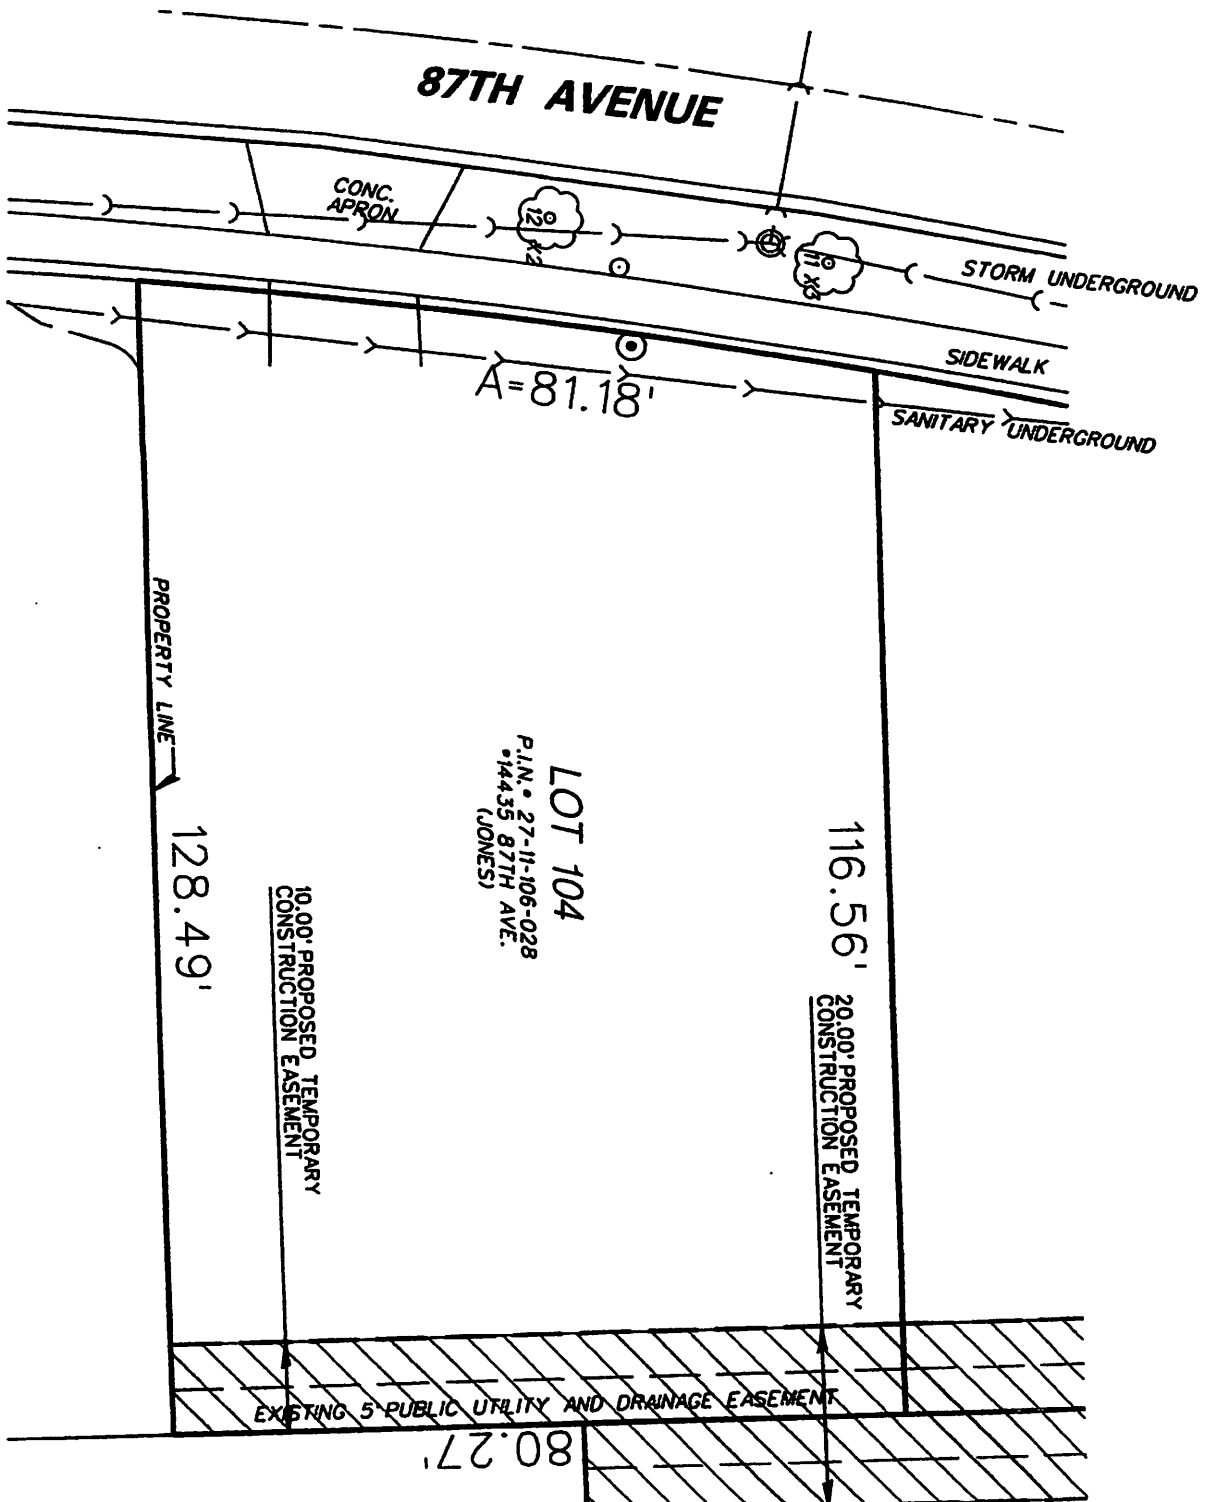 87TH AVENUE
CONC.
APRON
12 X2
11 X3
STORM UNDERGROUND
SIDEWALK
A=81.18'
SANITARY UNDERGROUND
PROPERTY LINE
128.49'
LOT 104
P.I.N.• 27-11-106-028
•14435 87TH AVE.
(JONES)
116.56'
10.00' PROPOSED TEMPORARY
CONSTRUCTION EASEMENT
20.00' PROPOSED TEMPORARY
CONSTRUCTION EASEMENT
EXISTING 5' PUBLIC UTILITY AND DRAINAGE EASEMENT
80.27'